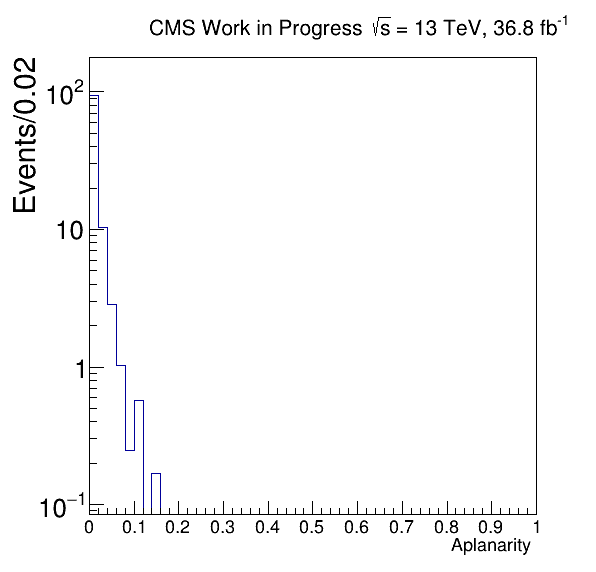 CMS Work in Progress √s = 13 TeV, 36.8 fb⁻¹
Events/0.02
10²
10
1
10⁻¹
0 0.1 0.2 0.3 0.4 0.5 0.6 0.7 0.8 0.9 1
Aplanarity